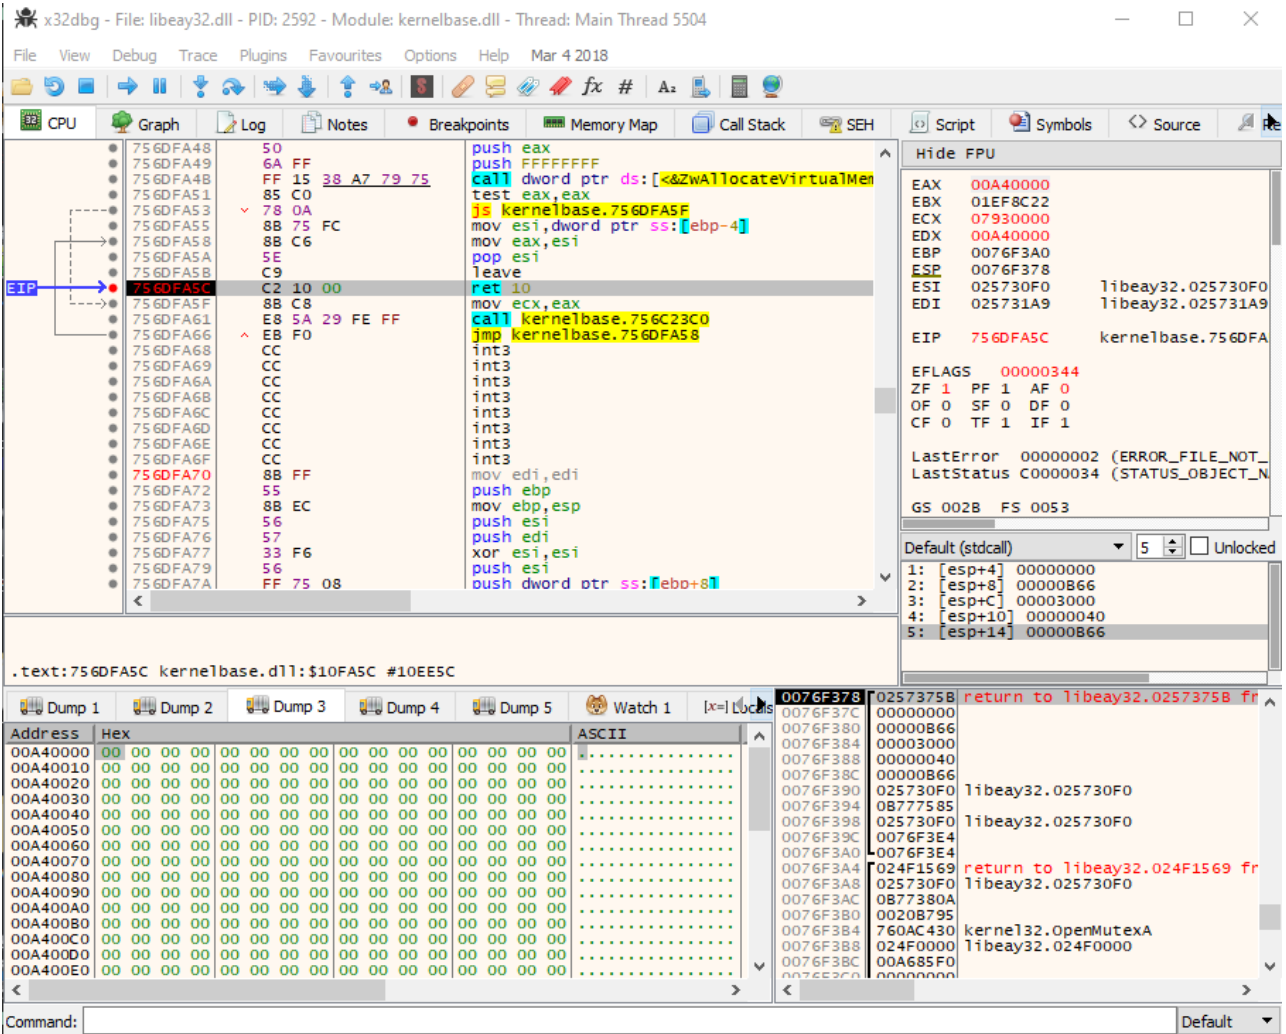 x32dbg - File: libeay32.dll - PID: 2592 - Module: kernelbase.dll - Thread: Main Thread 5504
File View Debug Trace Plugins Favourites Options Help Mar 4 2018
CPU Graph Log Notes Breakpoints Memory Map Call Stack SEH Script Symbols Source Re
756DFA48 50 push eax
756DFA49 6A FF push FFFFFFFF
756DFA4B FF 15 38 A7 79 75 call dword ptr ds:[<&ZwAllocateVirtualMem
756DFA51 85 C0 test eax,eax
756DFA53 78 0A js kernelbase.756DFA5F
756DFA55 8B 75 FC mov esi,dword ptr ss:[ebp-4]
756DFA58 8B C6 mov eax,esi
756DFA5A 5E pop esi
756DFA5B C9 leave
EIP 756DFA5C C2 10 00 ret 10
756DFA5F 8B C8 mov ecx,eax
756DFA61 E8 5A 29 FE FF call kernelbase.756C23C0
756DFA66 EB F0 jmp kernelbase.756DFA58
756DFA68 CC int3
756DFA69 CC int3
756DFA6A CC int3
756DFA6B CC int3
756DFA6C CC int3
756DFA6D CC int3
756DFA6E CC int3
756DFA6F CC int3
756DFA70 8B FF mov edi,edi
756DFA72 55 push ebp
756DFA73 8B EC mov ebp,esp
756DFA75 56 push esi
756DFA76 57 push edi
756DFA77 33 F6 xor esi,esi
756DFA79 56 push esi
756DFA7A FF 75 08 push dword ptr ss:[ebp+8]
Hide FPU
EAX 00A40000
EBX 01EF8C22
ECX 07930000
EDX 00A40000
EBP 0076F3A0
ESP 0076F378
ESI 025730F0 libeay32.025730F0
EDI 025731A9 libeay32.025731A9
EIP 756DFA5C kernelbase.756DFA
EFLAGS 00000344
ZF 1 PF 1 AF 0
OF 0 SF 0 DF 0
CF 0 TF 1 IF 1
LastError 00000002 (ERROR_FILE_NOT_
LastStatus C0000034 (STATUS_OBJECT_N
GS 002B FS 0053
Default (stdcall) 5 Unlocked
1: [esp+4] 00000000
2: [esp+8] 00000B66
3: [esp+C] 00003000
4: [esp+10] 00000040
5: [esp+14] 00000B66
.text:756DFA5C kernelbase.dll:$10FA5C #10EE5C
Dump 1 Dump 2 Dump 3 Dump 4 Dump 5 Watch 1 [x=] Locals
Address Hex ASCII
00A40000 00 00 00 00 00 00 00 00 00 00 00 00 00 00 00 00 ................
00A40010 00 00 00 00 00 00 00 00 00 00 00 00 00 00 00 00 ................
00A40020 00 00 00 00 00 00 00 00 00 00 00 00 00 00 00 00 ................
00A40030 00 00 00 00 00 00 00 00 00 00 00 00 00 00 00 00 ................
00A40040 00 00 00 00 00 00 00 00 00 00 00 00 00 00 00 00 ................
00A40050 00 00 00 00 00 00 00 00 00 00 00 00 00 00 00 00 ................
00A40060 00 00 00 00 00 00 00 00 00 00 00 00 00 00 00 00 ................
00A40070 00 00 00 00 00 00 00 00 00 00 00 00 00 00 00 00 ................
00A40080 00 00 00 00 00 00 00 00 00 00 00 00 00 00 00 00 ................
00A40090 00 00 00 00 00 00 00 00 00 00 00 00 00 00 00 00 ................
00A400A0 00 00 00 00 00 00 00 00 00 00 00 00 00 00 00 00 ................
00A400B0 00 00 00 00 00 00 00 00 00 00 00 00 00 00 00 00 ................
00A400C0 00 00 00 00 00 00 00 00 00 00 00 00 00 00 00 00 ................
00A400D0 00 00 00 00 00 00 00 00 00 00 00 00 00 00 00 00 ................
00A400E0 00 00 00 00 00 00 00 00 00 00 00 00 00 00 00 00 ................
0076F378 0257375B return to libeay32.0257375B fr
0076F37C 00000000
0076F380 00000B66
0076F384 00003000
0076F388 00000040
0076F38C 00000B66
0076F390 025730F0 libeay32.025730F0
0076F394 0B777585
0076F398 025730F0 libeay32.025730F0
0076F39C 0076F3E4
0076F3A0 0076F3E4
0076F3A4 024F1569 return to libeay32.024F1569 fr
0076F3A8 025730F0 libeay32.025730F0
0076F3AC 0B77380A
0076F3B0 0020B795
0076F3B4 760AC430 kernel32.OpenMutexA
0076F3B8 024F0000 libeay32.024F0000
0076F3BC 00A685F0
0076F3C0 00000000
Command: Default